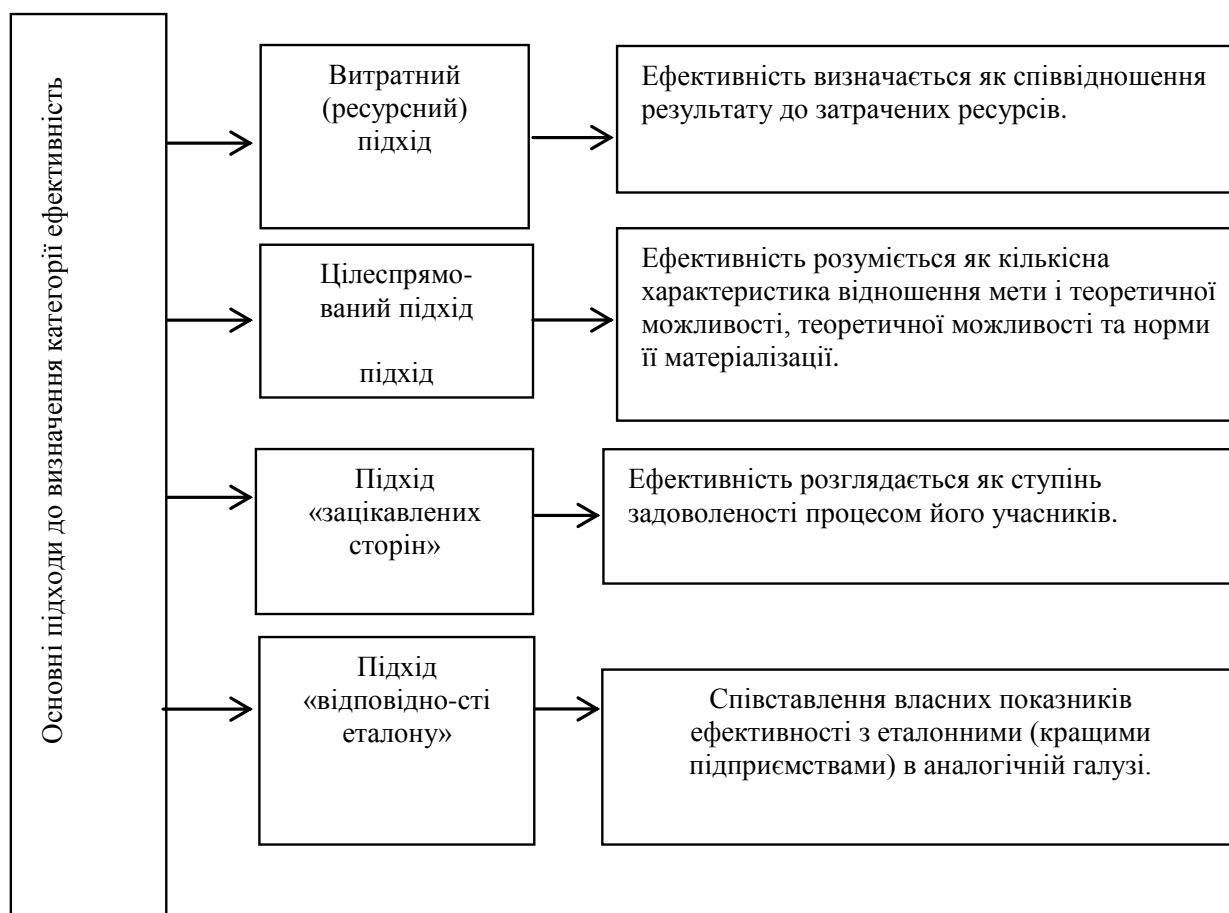 Основні підходи до визначення категорії ефективність
Витратний
(ресурсний)
підхід
Ефективність визначається як співвідношення
результату до затрачених ресурсів.
Цілеспрямо-
ваний підхід
підхід
Ефективність розуміється як кількісна
характеристика відношення мети і теоретичної
можливості, теоретичної можливості та норми
її матеріалізації.
Підхід
«зацікавлених
сторін»
Ефективність розглядається як ступінь
задоволеності процесом його учасників.
Підхід
«відповідно-сті
еталону»
Співставлення власних показників
ефективності з еталонними (кращими
підприємствами) в аналогічній галузі.